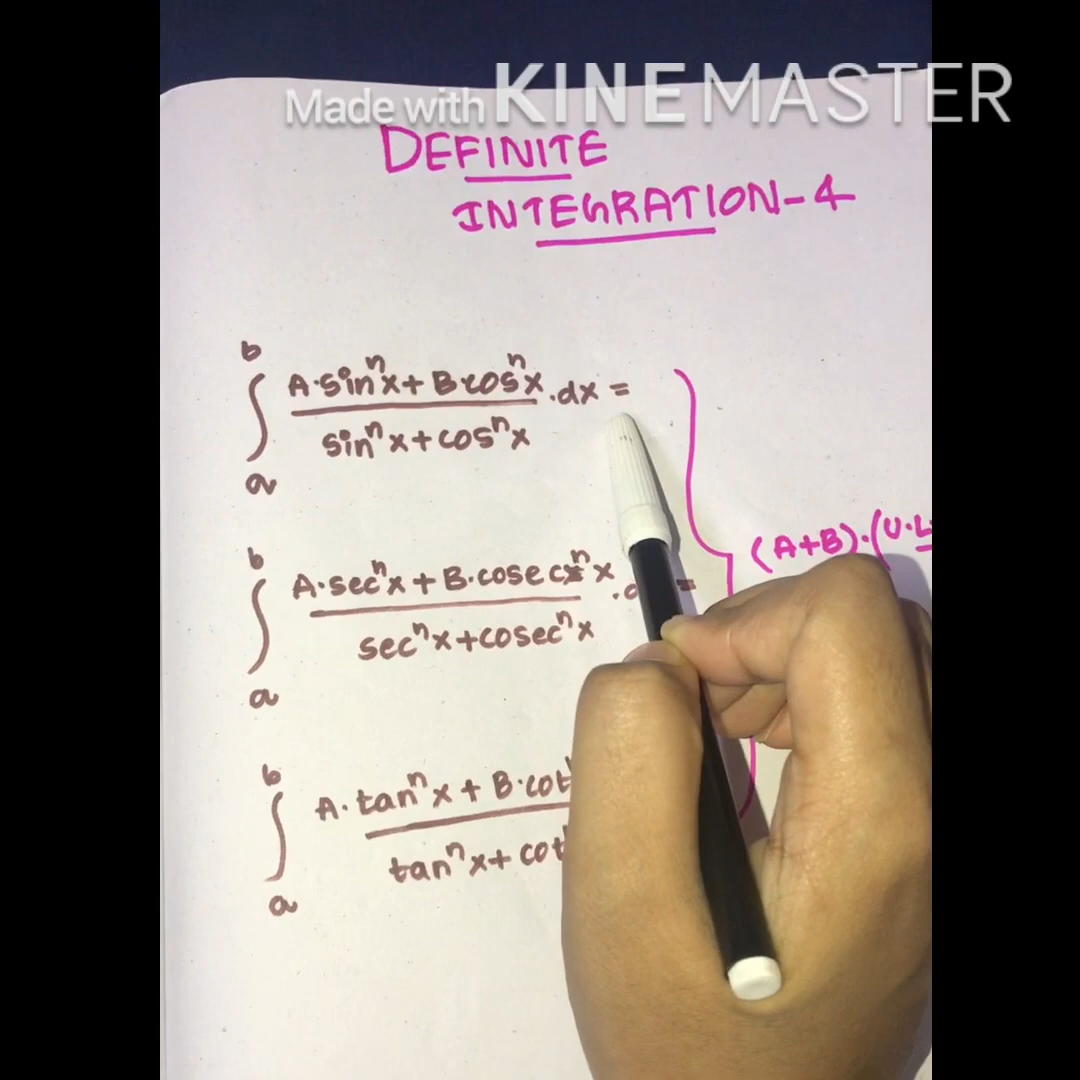 Made with KINEMASTER
DEFINITE
INTEGRATION-4
b
∫ A·sinⁿx + B·cosⁿx / sinⁿx + cosⁿx .dx =
a
b
∫ A·secⁿx + B·cosecⁿx / secⁿx + cosecⁿx . =
a
(A+B).(U.L
b
∫ A·tanⁿx + B·cot / tanⁿx + cot
a